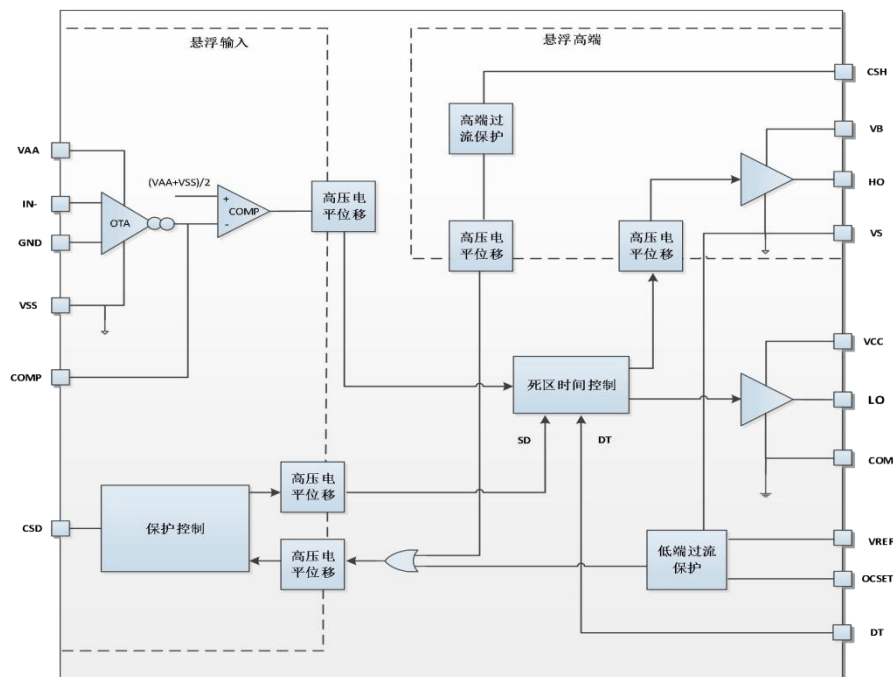 悬浮输入
悬浮高端
CSH
高端过
流保护
VB
VAA
(VAA+VSS)/2
+
IN-
COMP
高压电
平位移
HO
OTA
-
GND
高压电
平位移
高压电
平位移
VS
VSS
VCC
COMP
死区时间控制
LO
SD
DT
COM
高压电
平位移
CSD
保护控制
高压电
平位移
低端过流
保护
VREF
OCSET
DT